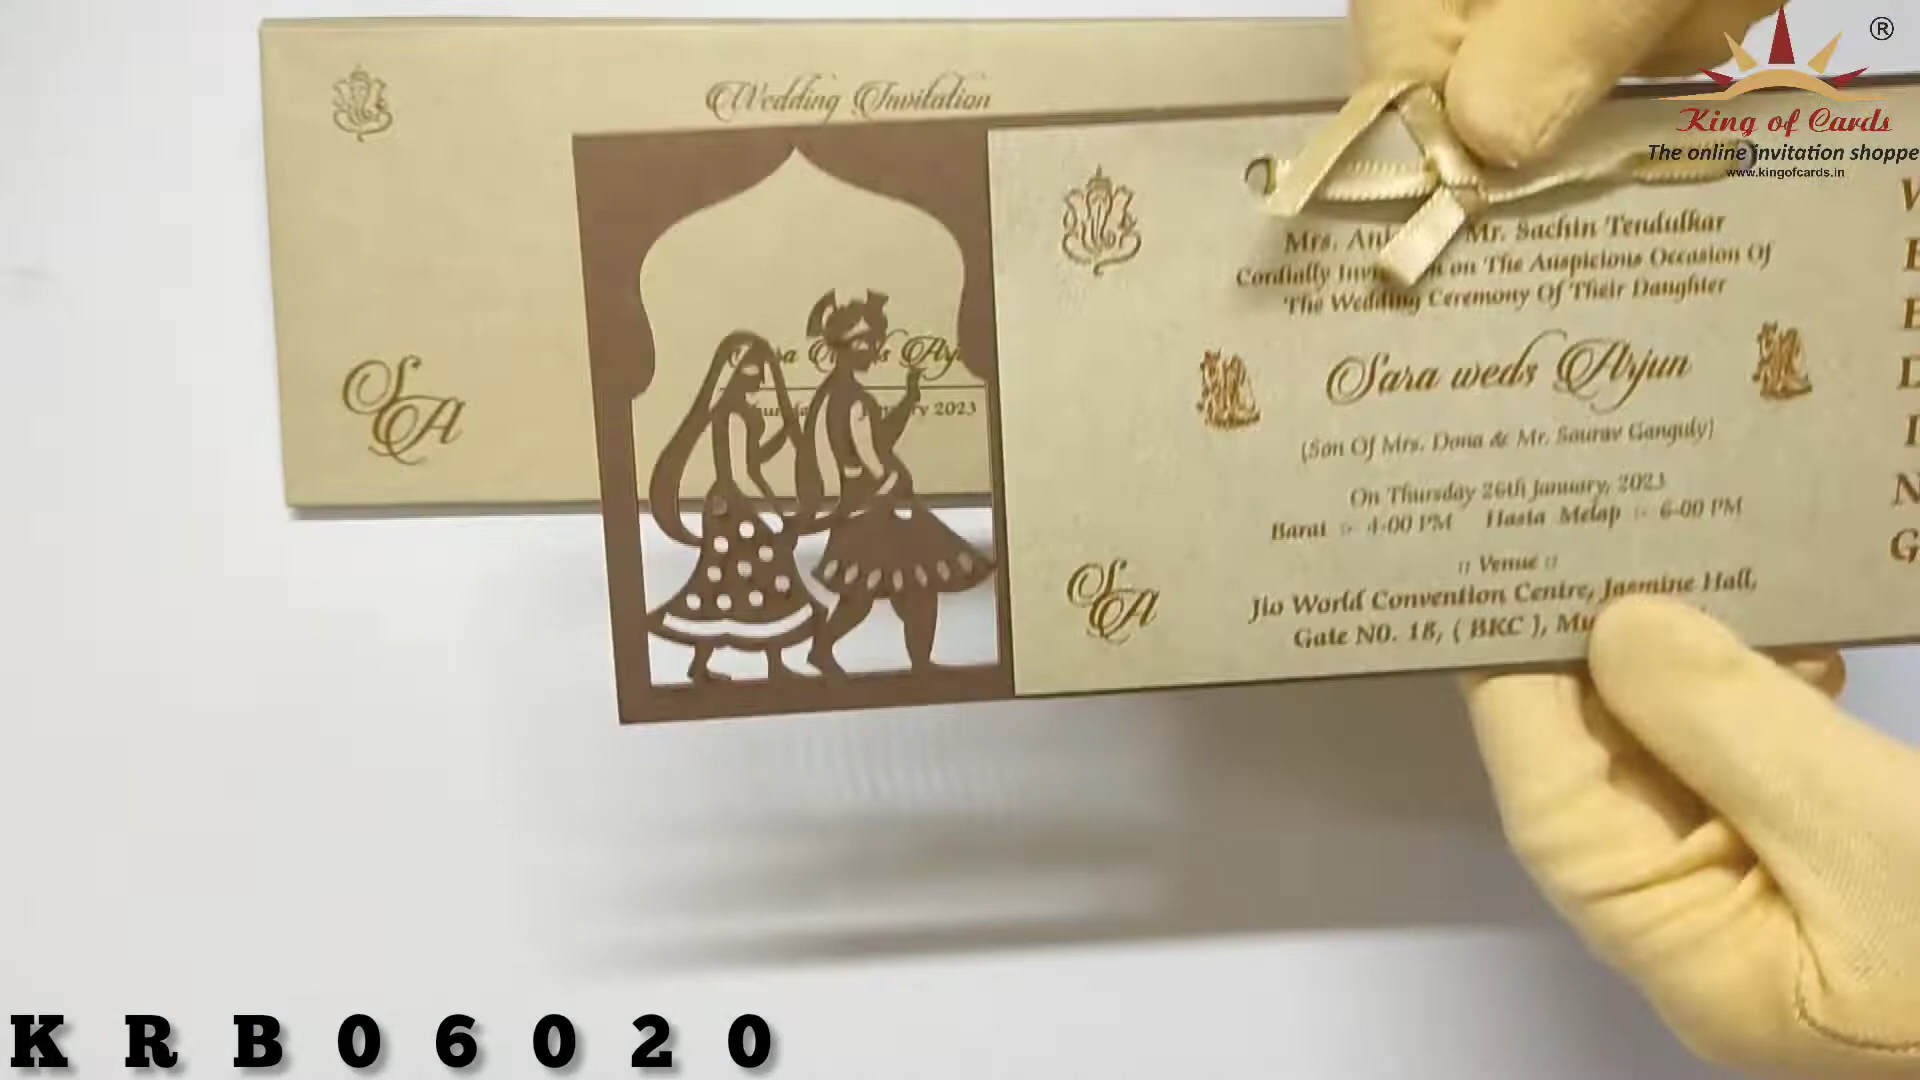 ®
King of Cards
The online invitation shoppe
www.kingofcards.in
Wedding Invitation
SA
2023
Mrs. Mr. Sachin Tendulkar
Cordially on The Auspicious Occasion Of
The Wedding Ceremony Of Their Daughter
Sara weds Arjun
(Son Of Mrs. Dona & Mr. Sourav Ganguly)
On Thursday 26th January, 2023
Barat :- 4-00 PM Hasta Melap :- 6-00 PM
:: Venue ::
Jio World Convention Centre, Jasmine Hall,
Gate NO. 18, ( BKC ),
SA
W
E
D
D
I
N
G
KRB06020